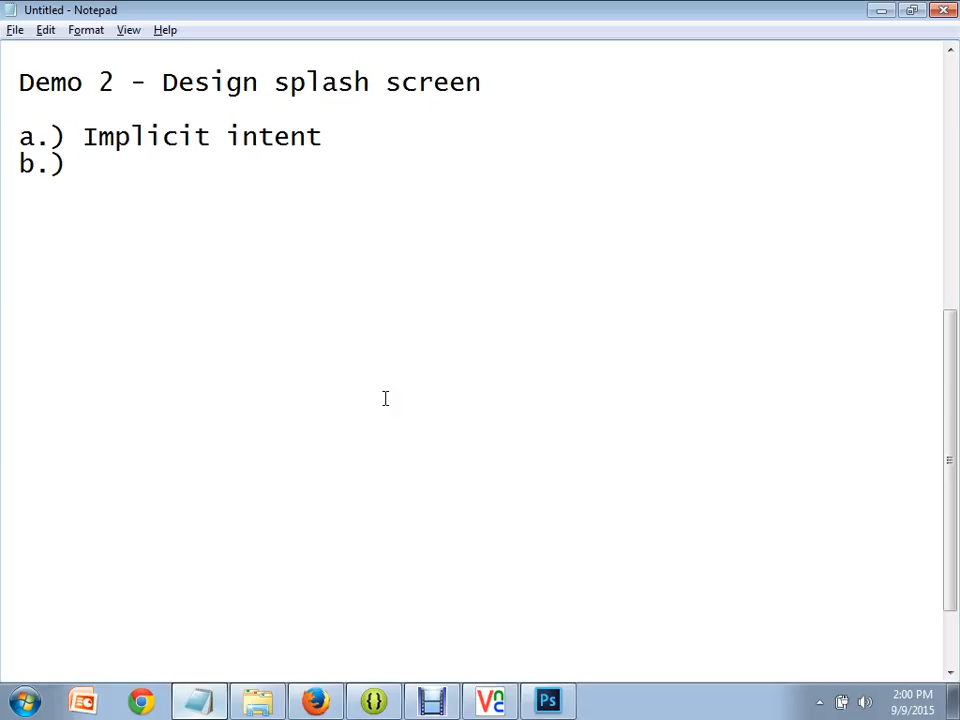 Untitled - Notepad
File Edit Format View Help
Demo 2 - Design splash screen
a.) Implicit intent
b.)
Ps
2:00 PM
9/9/2015